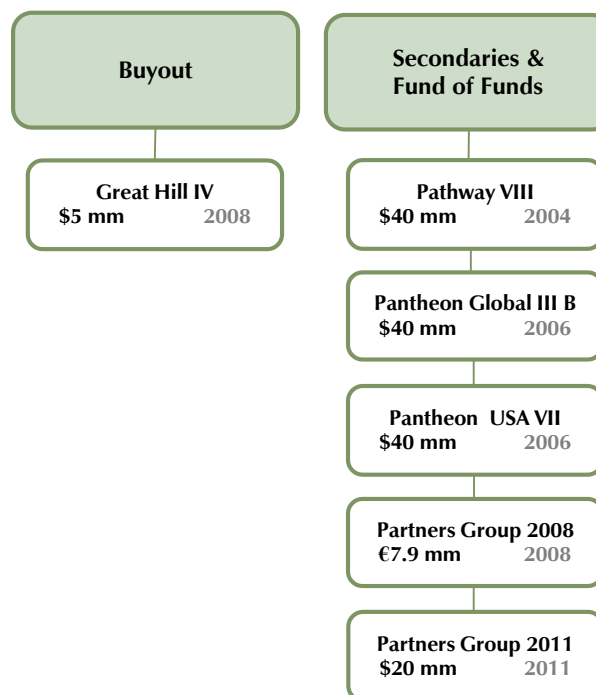 Buyout
Great Hill IV
$5 mm 2008
Secondaries &
Fund of Funds
Pathway VIII
$40 mm 2004
Pantheon Global III B
$40 mm 2006
Pantheon USA VII
$40 mm 2006
Partners Group 2008
€7.9 mm 2008
Partners Group 2011
$20 mm 2011